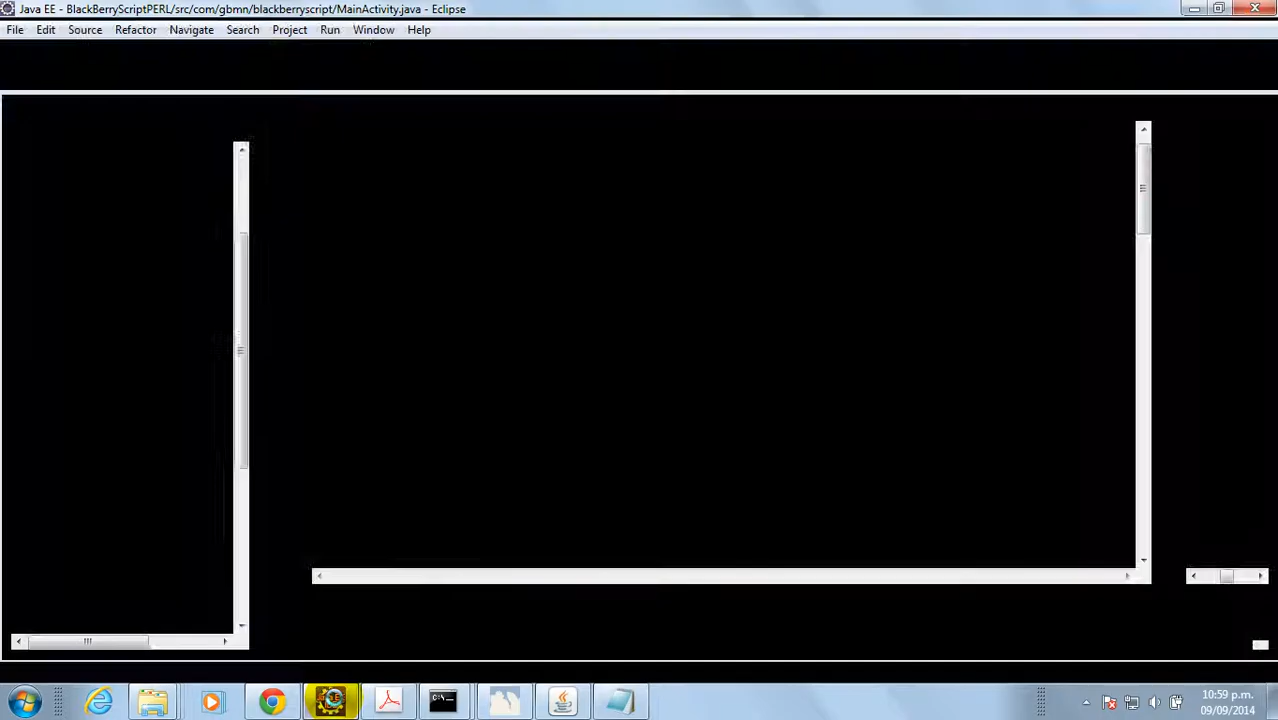 Java EE - BlackBerryScriptPERL/src/com/gbmn/blackberryscript/MainActivity.java - Eclipse
File Edit Source Refactor Navigate Search Project Run Window Help
C:\
10:59 p.m.
09/09/2014